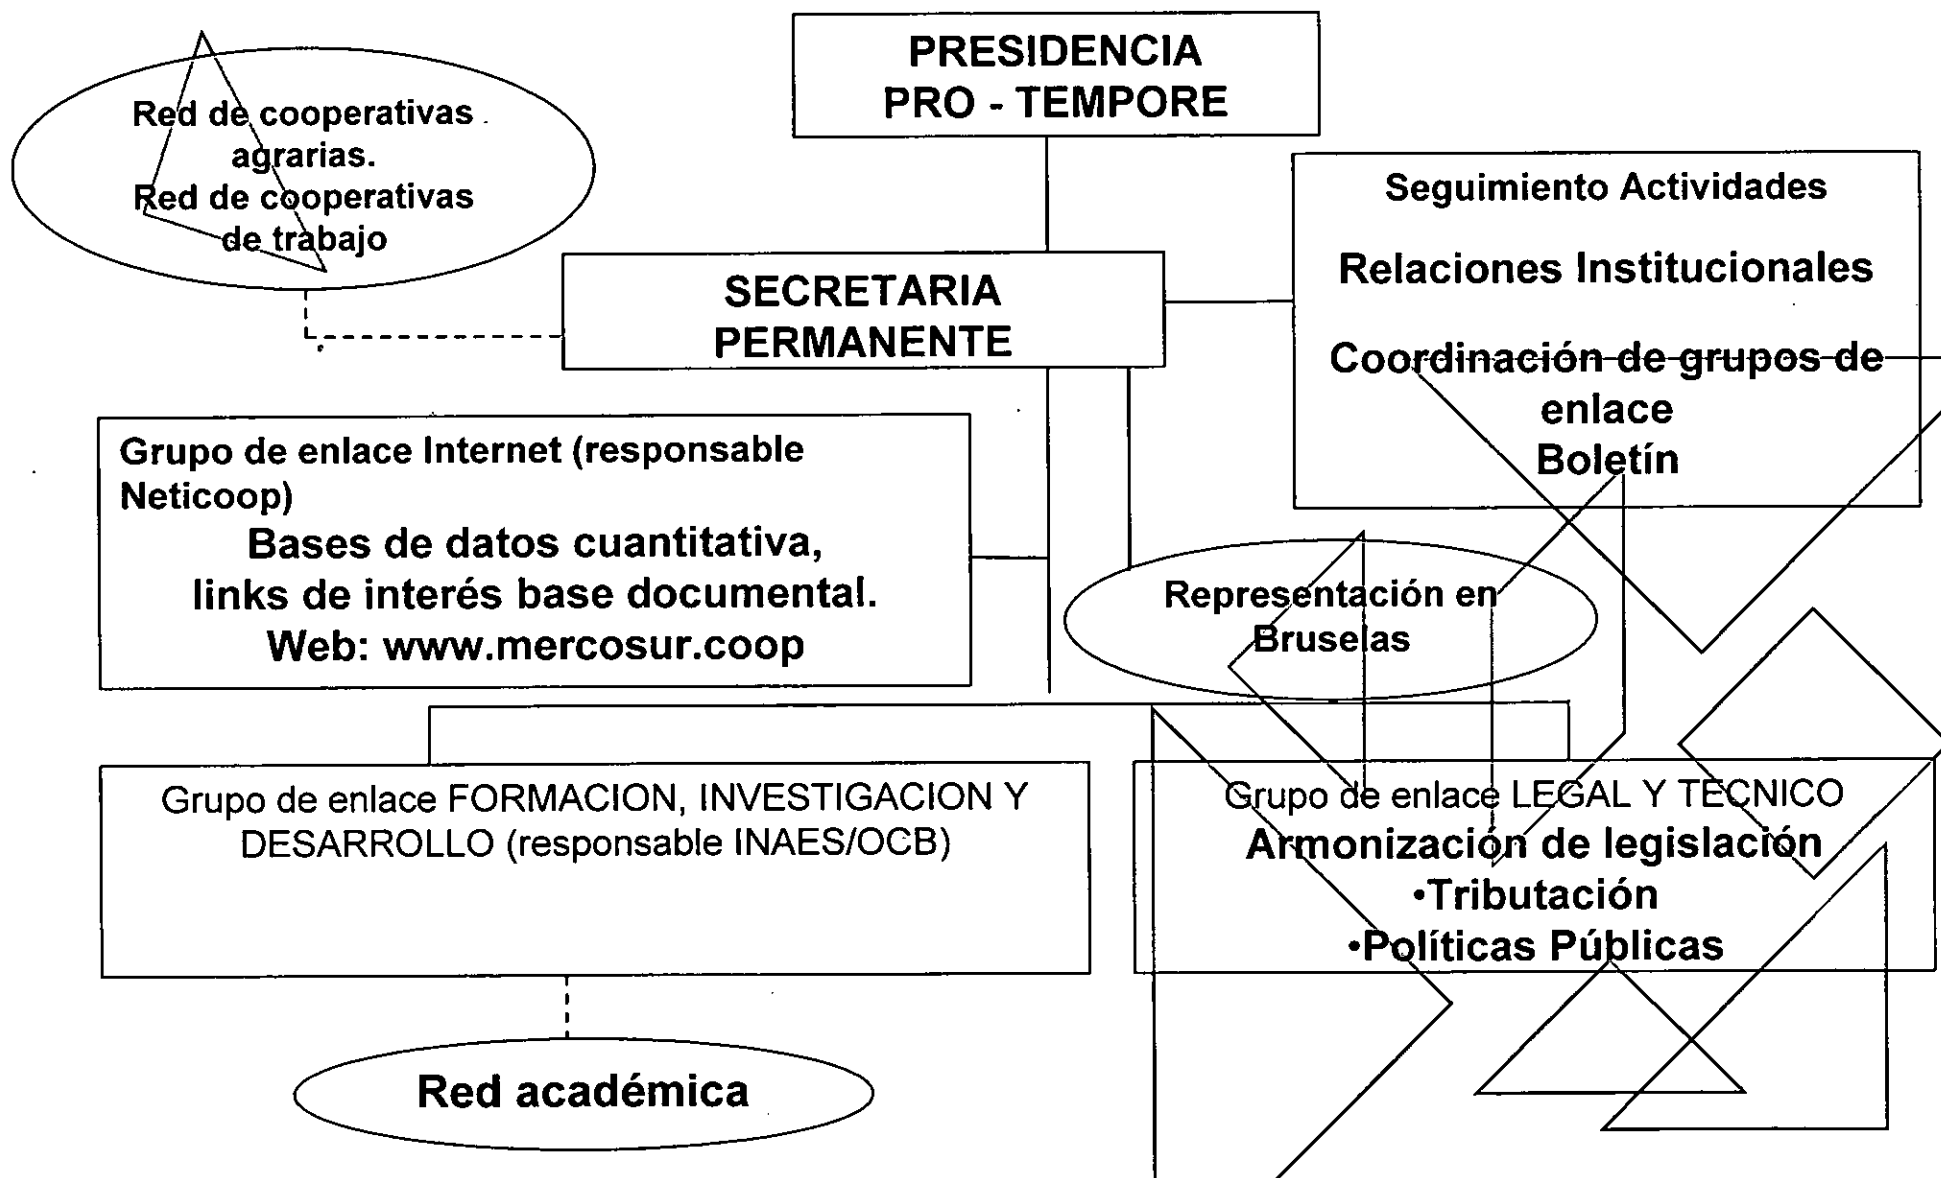 PRESIDENCIA
PRO - TEMPORE
Red de cooperativas
agrarias.
Red de cooperativas
de trabajo
Seguimiento Actividades
Relaciones Institucionales
Coordinación de grupos de
enlace
Boletín
SECRETARIA
PERMANENTE
Grupo de enlace Internet (responsable
Neticoop)
Bases de datos cuantitativa,
links de interés base documental.
Web: www.mercosur.coop
Representación en
Bruselas
Grupo de enlace FORMACION, INVESTIGACION Y
DESARROLLO (responsable INAES/OCB)
Grupo de enlace LEGAL Y TECNICO
Armonización de legislación
•Tributación
•Políticas Públicas
Red académica